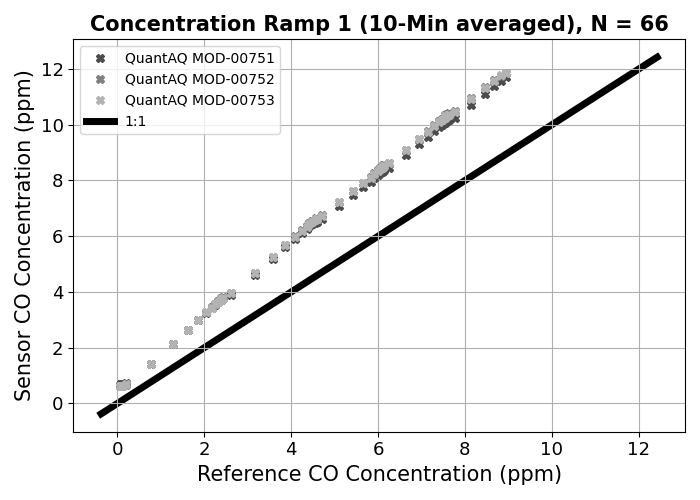 Concentration Ramp 1 (10-Min averaged), N = 66
QuantAQ MOD-00751
QuantAQ MOD-00752
QuantAQ MOD-00753
1:1
Sensor CO Concentration (ppm)
12
10
8
6
4
2
0
0 2 4 6 8 10 12
Reference CO Concentration (ppm)